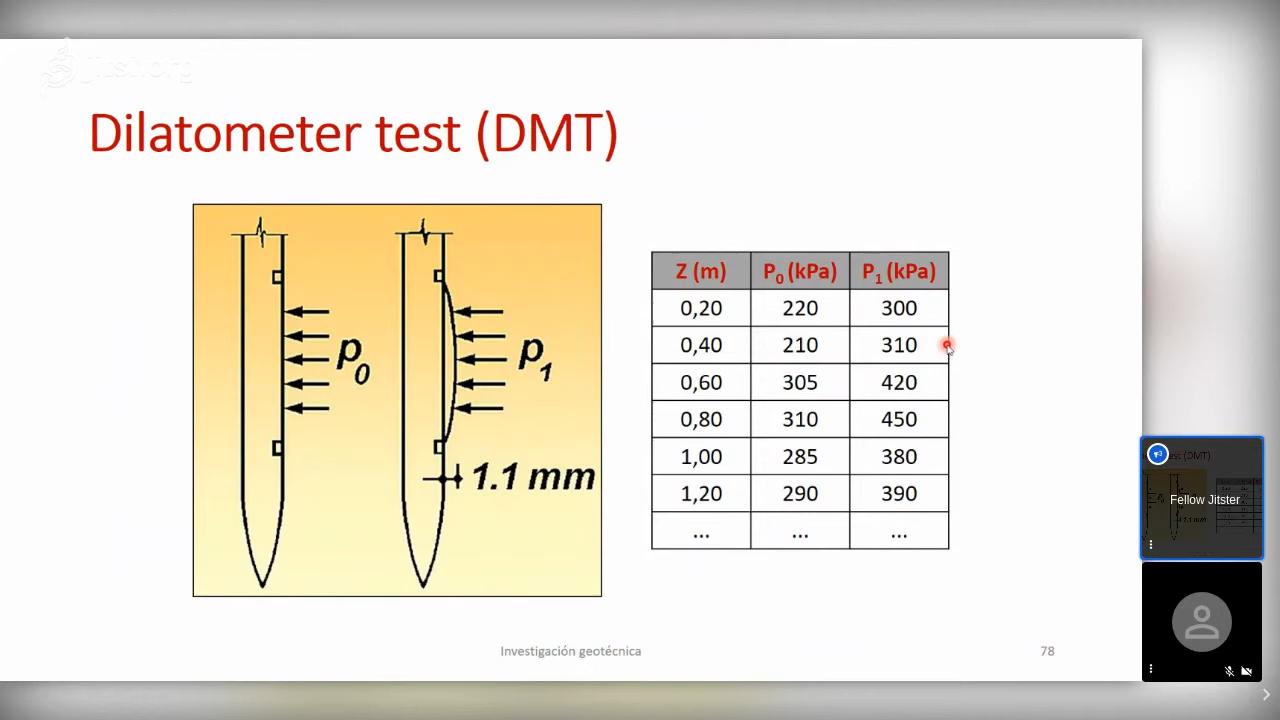 jitsi.org
Dilatometer test (DMT)
p0
p1
1.1 mm
Z (m) P0 (kPa) P1 (kPa)
0,20 220 300
0,40 210 310
0,60 305 420
0,80 310 450
1,00 285 380
1,20 290 390
... ... ...
Investigación geotécnica
78
Fellow Jitster